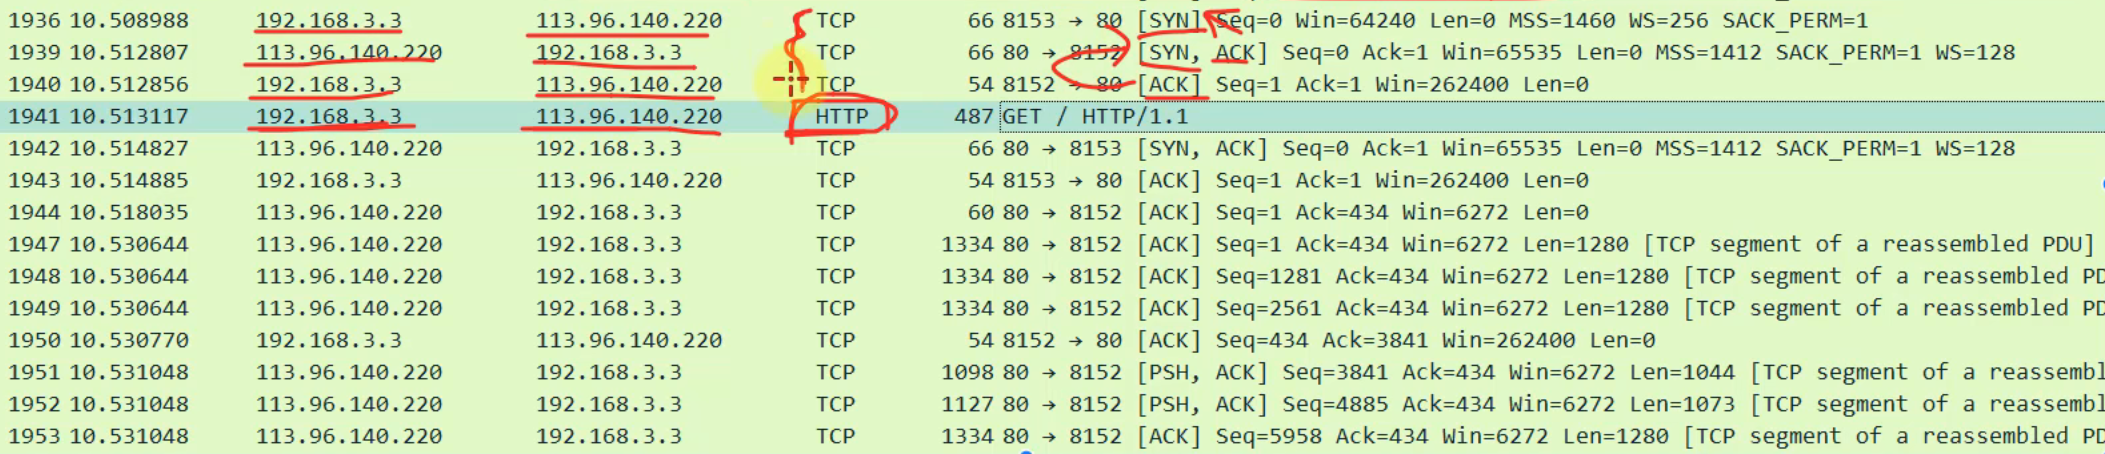 1936 10.508988 192.168.3.3 113.96.140.220 TCP 66 8153 → 80 [SYN] Seq=0 Win=64240 Len=0 MSS=1460 WS=256 SACK_PERM=1
1939 10.512807 113.96.140.220 192.168.3.3 TCP 66 80 → 8152 [SYN, ACK] Seq=0 Ack=1 Win=65535 Len=0 MSS=1412 SACK_PERM=1 WS=128
1940 10.512856 192.168.3.3 113.96.140.220 TCP 54 8152 → 80 [ACK] Seq=1 Ack=1 Win=262400 Len=0
1941 10.513117 192.168.3.3 113.96.140.220 HTTP 487 GET / HTTP/1.1
1942 10.514827 113.96.140.220 192.168.3.3 TCP 66 80 → 8153 [SYN, ACK] Seq=0 Ack=1 Win=65535 Len=0 MSS=1412 SACK_PERM=1 WS=128
1943 10.514885 192.168.3.3 113.96.140.220 TCP 54 8153 → 80 [ACK] Seq=1 Ack=1 Win=262400 Len=0
1944 10.518035 113.96.140.220 192.168.3.3 TCP 60 80 → 8152 [ACK] Seq=1 Ack=434 Win=6272 Len=0
1947 10.530644 113.96.140.220 192.168.3.3 TCP 1334 80 → 8152 [ACK] Seq=1 Ack=434 Win=6272 Len=1280 [TCP segment of a reassembled PDU]
1948 10.530644 113.96.140.220 192.168.3.3 TCP 1334 80 → 8152 [ACK] Seq=1281 Ack=434 Win=6272 Len=1280 [TCP segment of a reassembled PD
1949 10.530644 113.96.140.220 192.168.3.3 TCP 1334 80 → 8152 [ACK] Seq=2561 Ack=434 Win=6272 Len=1280 [TCP segment of a reassembled PD
1950 10.530770 192.168.3.3 113.96.140.220 TCP 54 8152 → 80 [ACK] Seq=434 Ack=3841 Win=262400 Len=0
1951 10.531048 113.96.140.220 192.168.3.3 TCP 1098 80 → 8152 [PSH, ACK] Seq=3841 Ack=434 Win=6272 Len=1044 [TCP segment of a reassembl
1952 10.531048 113.96.140.220 192.168.3.3 TCP 1127 80 → 8152 [PSH, ACK] Seq=4885 Ack=434 Win=6272 Len=1073 [TCP segment of a reassembl
1953 10.531048 113.96.140.220 192.168.3.3 TCP 1334 80 → 8152 [ACK] Seq=5958 Ack=434 Win=6272 Len=1280 [TCP segment of a reassembled PD